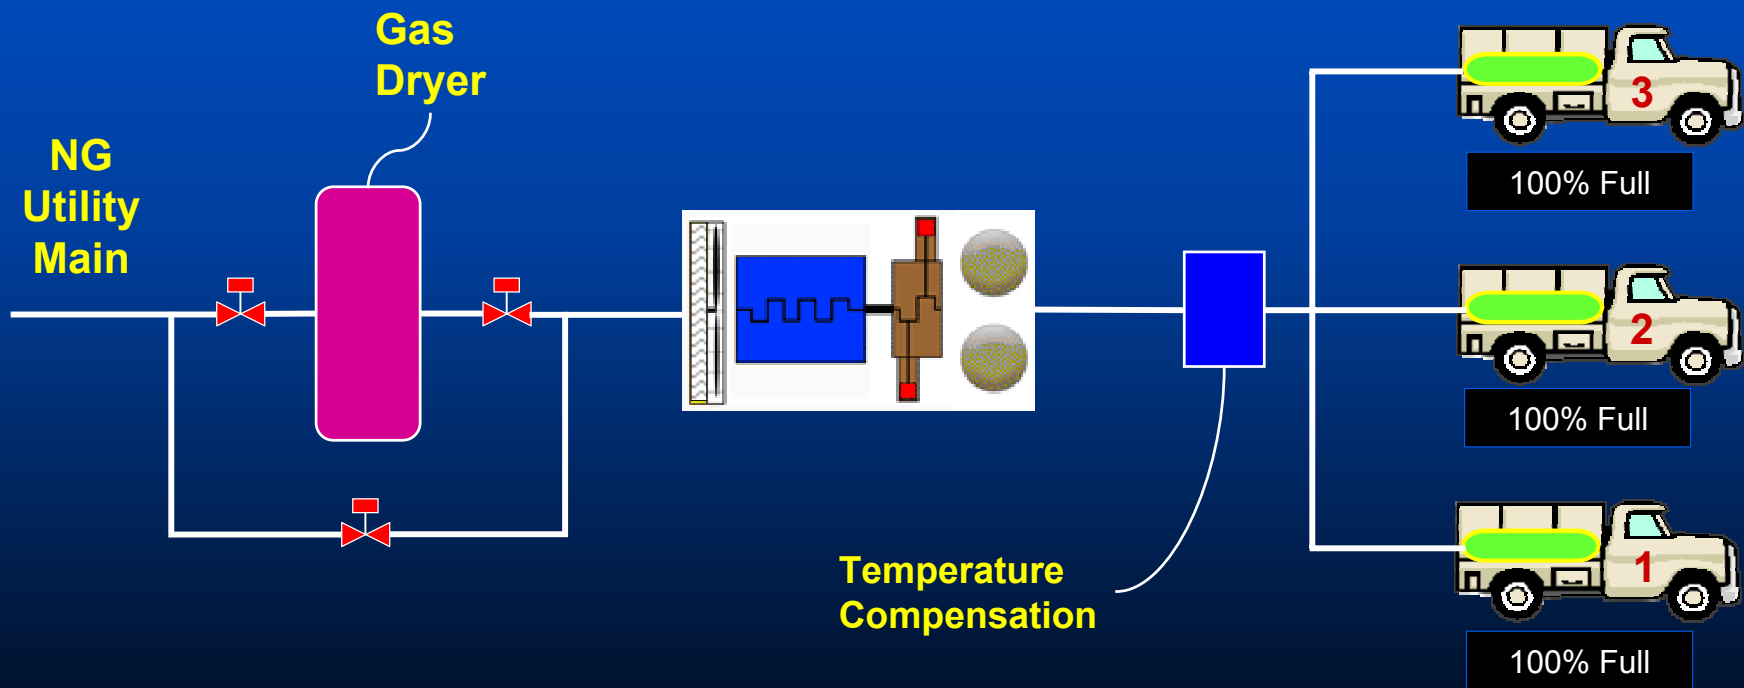 Gas
Dryer
NG
Utility
Main
3
100% Full
2
100% Full
Temperature
Compensation
1
100% Full